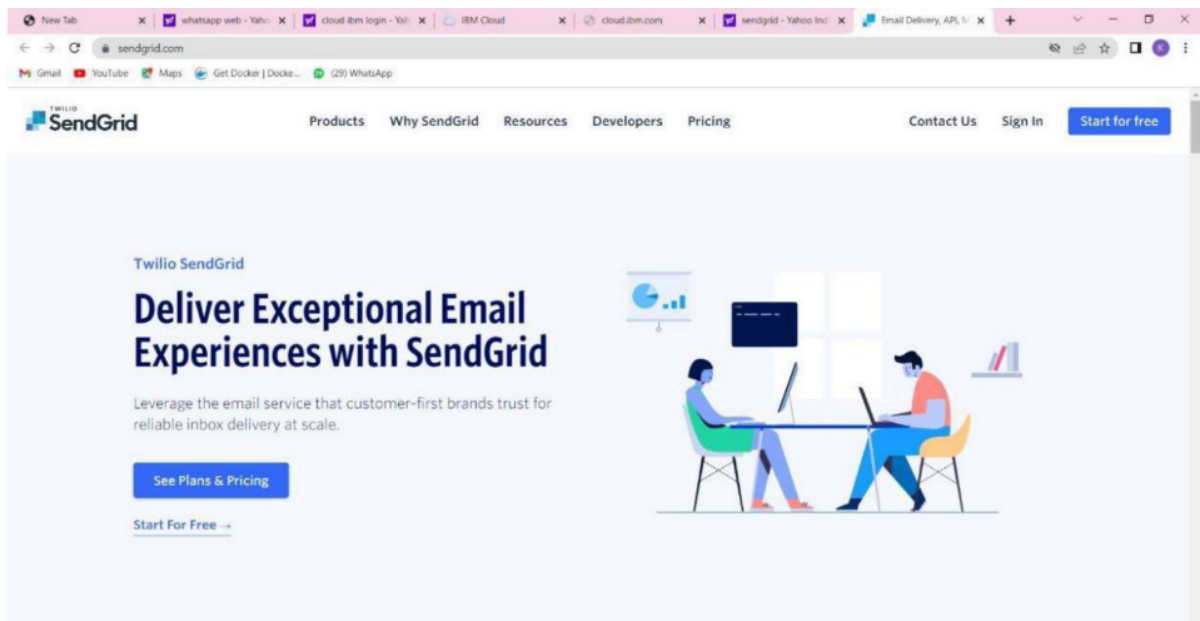 New Tab
whatsapp web - Yaho
cloud ibm login - Yah
IBM Cloud
cloud.ibm.com
sendgrid - Yahoo Indi
Email Delivery, API, M
sendgrid.com
K
Gmail
YouTube
Maps
Get Docker | Docke...
(29) WhatsApp
TWILIO
SendGrid
Products
Why SendGrid
Resources
Developers
Pricing
Contact Us
Sign In
Start for free
Twilio SendGrid
Deliver Exceptional Email
Experiences with SendGrid
Leverage the email service that customer-first brands trust for
reliable inbox delivery at scale.
See Plans & Pricing
Start For Free →